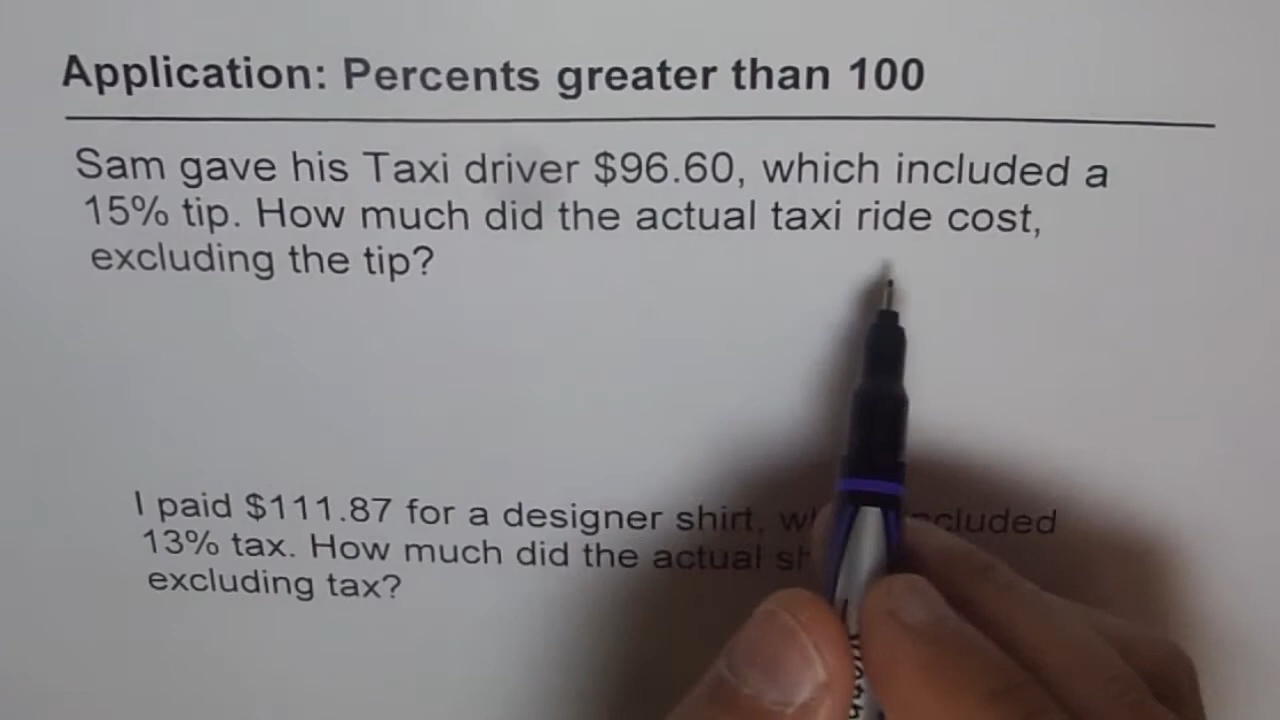 Application: Percents greater than 100
Sam gave his Taxi driver $96.60, which included a
15% tip. How much did the actual taxi ride cost,
excluding the tip?
I paid $111.87 for a designer shirt, included
13% tax. How much did the actual
excluding tax?